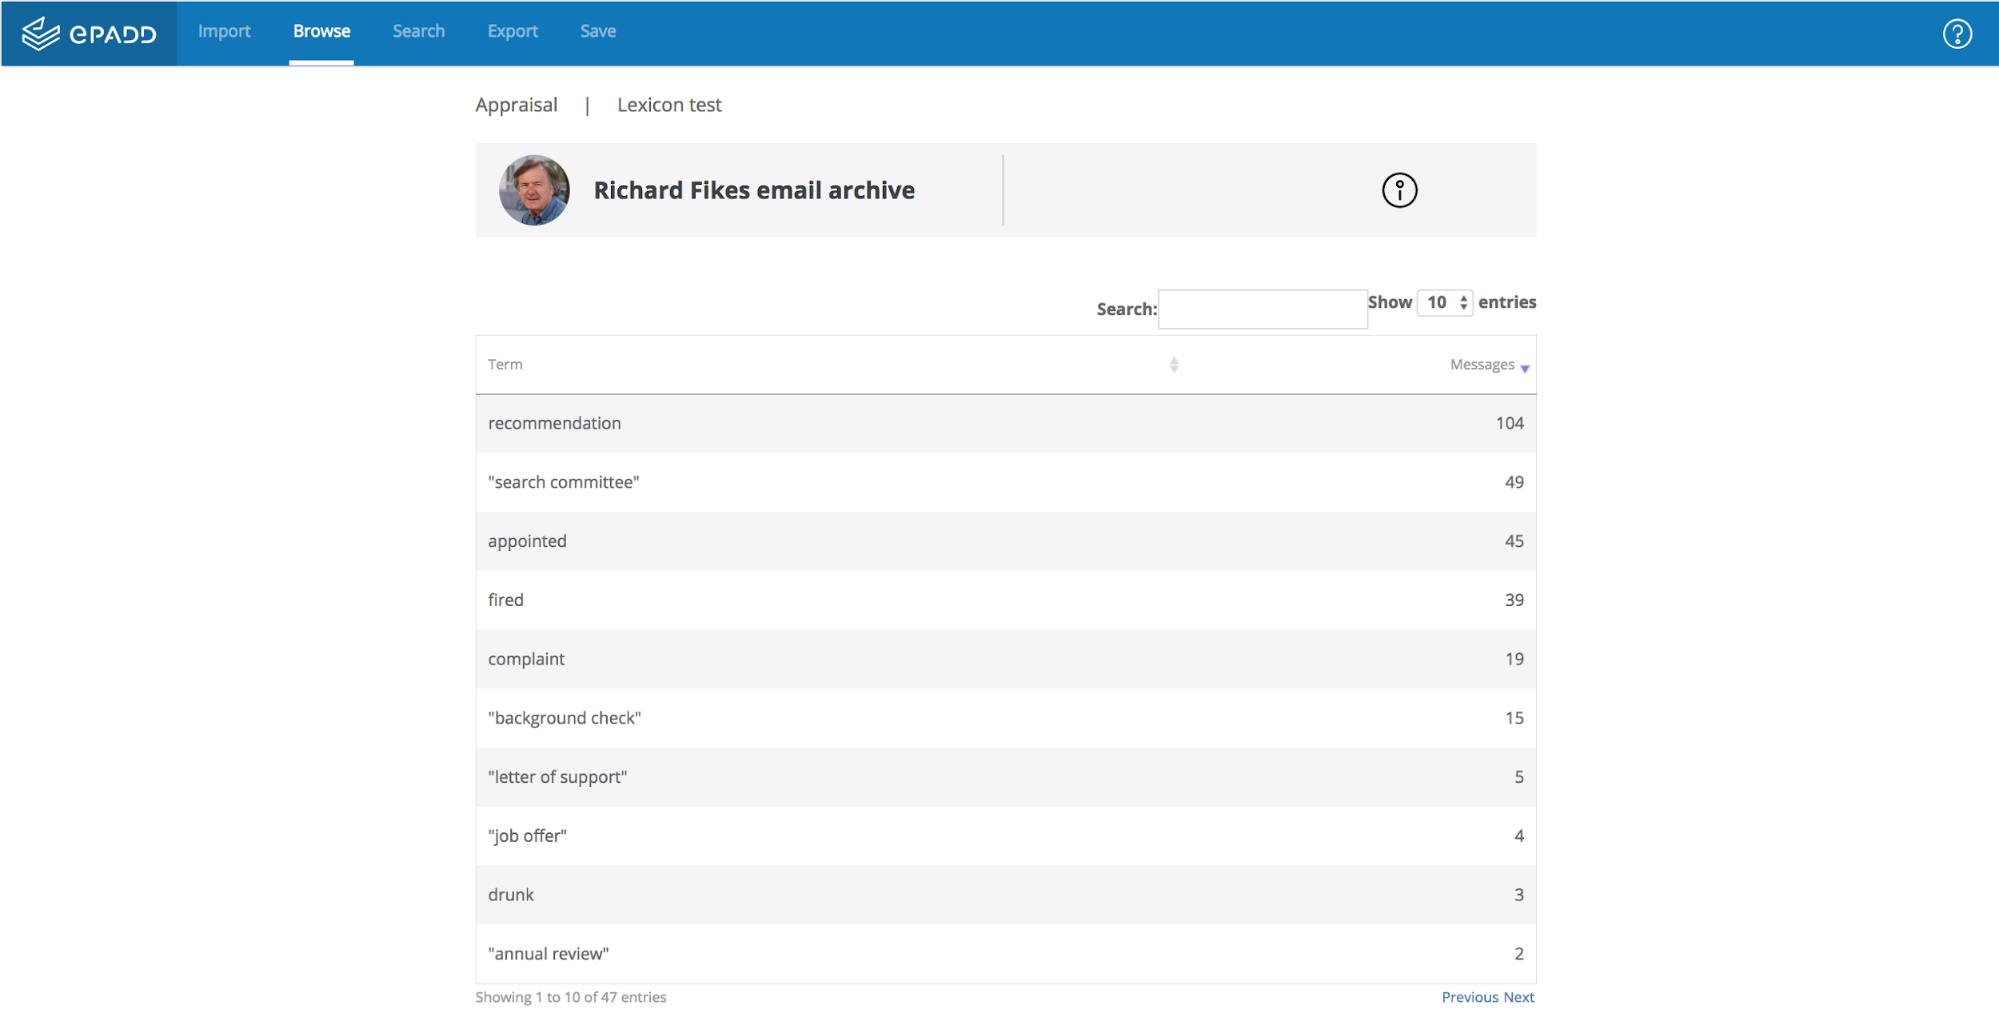 ePADD Import Browse Search Export Save ?
Appraisal | Lexicon test
Richard Fikes email archive
Search: Show 10 entries
Term Messages
recommendation 104
"search committee" 49
appointed 45
fired 39
complaint 19
"background check" 15
"letter of support" 5
"job offer" 4
drunk 3
"annual review" 2
Showing 1 to 10 of 47 entries Previous Next